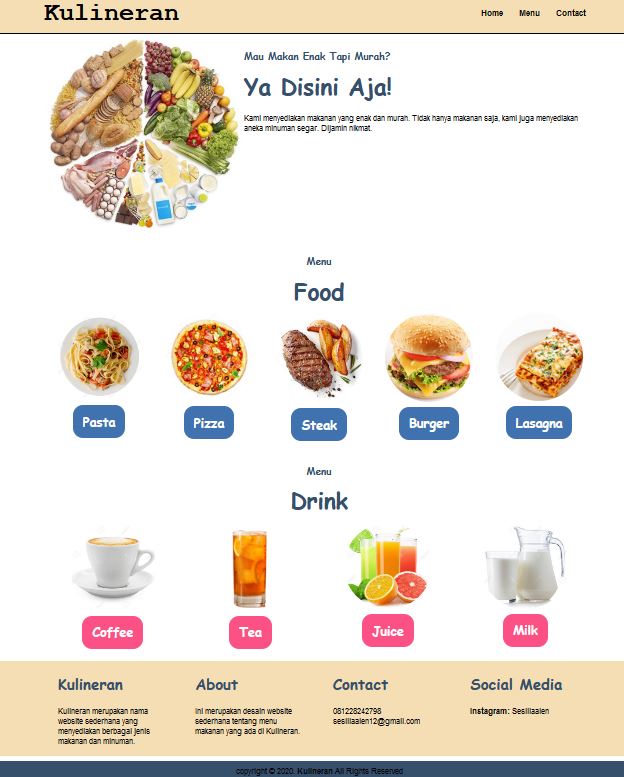 Kulineran
Home Menu Contact
Mau Makan Enak Tapi Murah?
Ya Disini Aja!
Kami menyediakan makanan yang enak dan murah. Tidak hanya makanan saja, kami juga menyediakan
aneka minuman segar. Dijamin nikmat.
Menu
Food
Pasta Pizza Steak Burger Lasagna
Menu
Drink
Coffee Tea Juice Milk
Kulineran
Kulineran merupakan nama
website sederhana yang
menyediakan berbagai jenis
makanan dan minuman.
About
Ini merupakan desain website
sederhana tentang menu
makanan yang ada di Kulineran.
Contact
081228242798
sesiliaalen12@gmail.com
Social Media
Instagram: Sesiliaalen
copyright © 2020. Kulineran All Rights Reserved